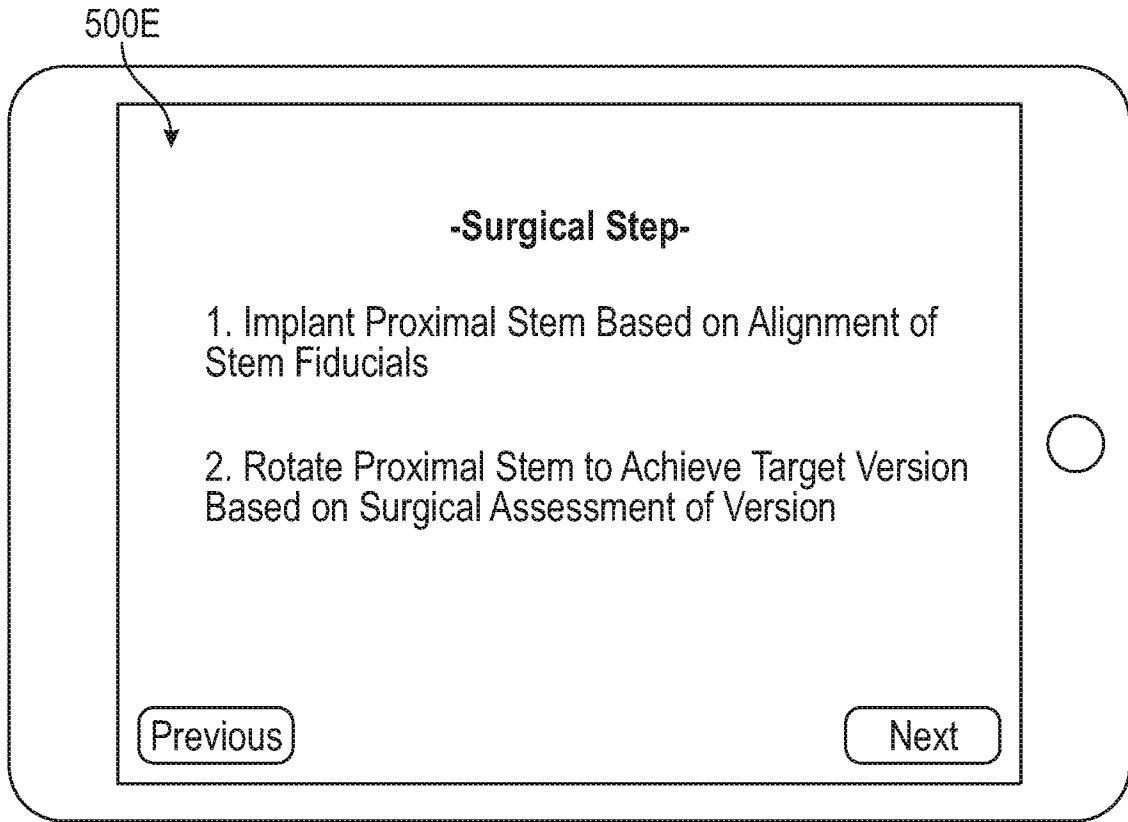 500E
-Surgical Step-
1. Implant Proximal Stem Based on Alignment of
Stem Fiducials
2. Rotate Proximal Stem to Achieve Target Version
Based on Surgical Assessment of Version
Previous
Next